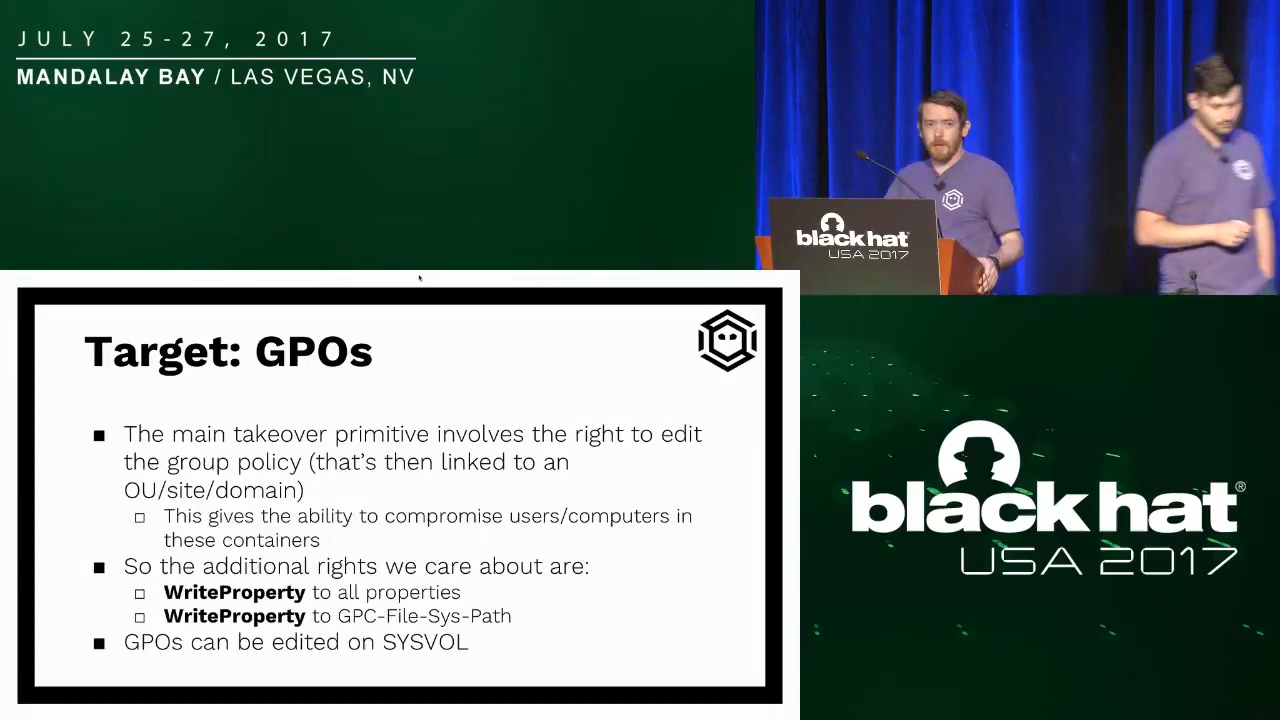 JULY 25-27, 2017
MANDALAY BAY / LAS VEGAS, NV
black hat
USA 2017
Target: GPOs
■ The main takeover primitive involves the right to edit
the group policy (that's then linked to an
OU/site/domain)
□ This gives the ability to compromise users/computers in
these containers
■ So the additional rights we care about are:
□ WriteProperty to all properties
□ WriteProperty to GPC-File-Sys-Path
■ GPOs can be edited on SYSVOL
black hat®
USA 2017